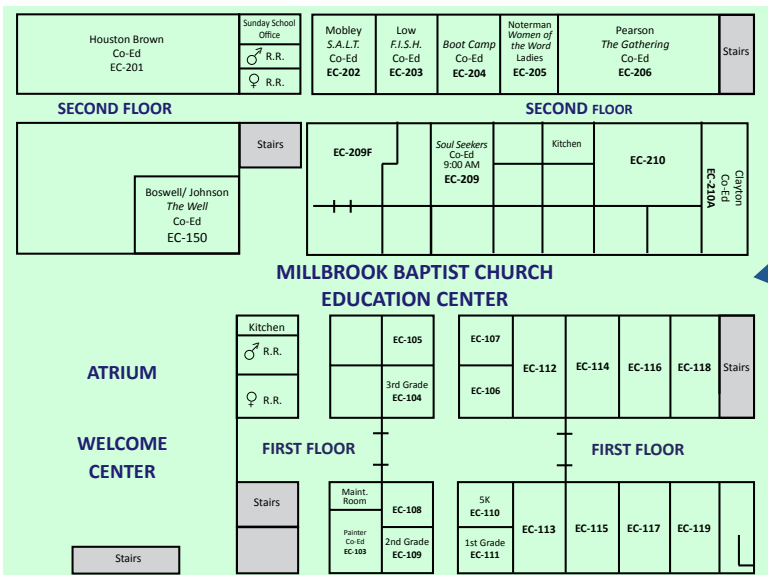 Houston Brown
Co-Ed
EC-201
Sunday School
Office
♂ R.R.
♀ R.R.
Mobley
S.A.L.T.
Co-Ed
EC-202
Low
F.I.S.H.
Co-Ed
EC-203
Boot Camp
Co-Ed
EC-204
Noterman
Women of
the Word
Ladies
EC-205
Pearson
The Gathering
Co-Ed
EC-206
Stairs
SECOND FLOOR
SECOND FLOOR
Stairs
Boswell/ Johnson
The Well
Co-Ed
EC-150
EC-209F
Soul Seekers
Co-Ed
9:00 AM
EC-209
Kitchen
EC-210
Clayton
Co-Ed
EC-210A
MILLBROOK BAPTIST CHURCH
EDUCATION CENTER
ATRIUM
WELCOME
CENTER
Kitchen
♂ R.R.
♀ R.R.
EC-105
3rd Grade
EC-104
EC-107
EC-106
EC-112
EC-114
EC-116
EC-118
Stairs
FIRST FLOOR
FIRST FLOOR
Stairs
Stairs
Maint.
Room
Painter
Co-Ed
EC-103
EC-108
2nd Grade
EC-109
5K
EC-110
1st Grade
EC-111
EC-113
EC-115
EC-117
EC-119